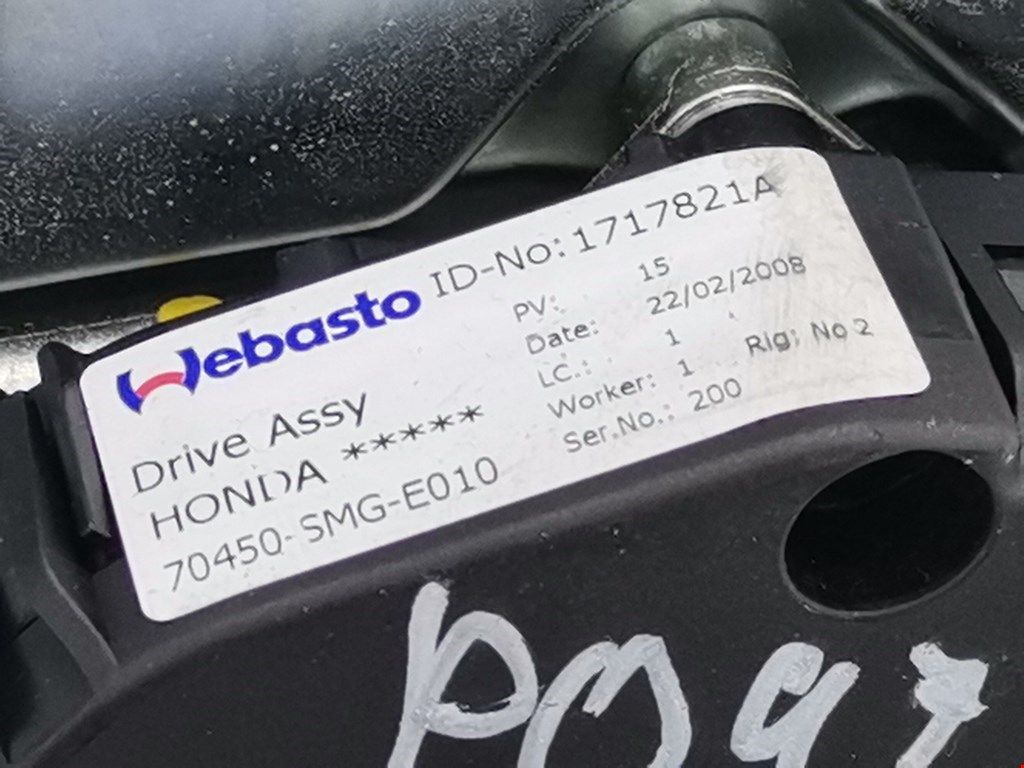 Webasto ID-No: 1717821A
PV: 15
Date: 22/02/2008
LC.: 1
Worker: 1 Rig: No 2
Ser.No.: 200
Drive Assy
HONDA *****
70450-SMG-E010